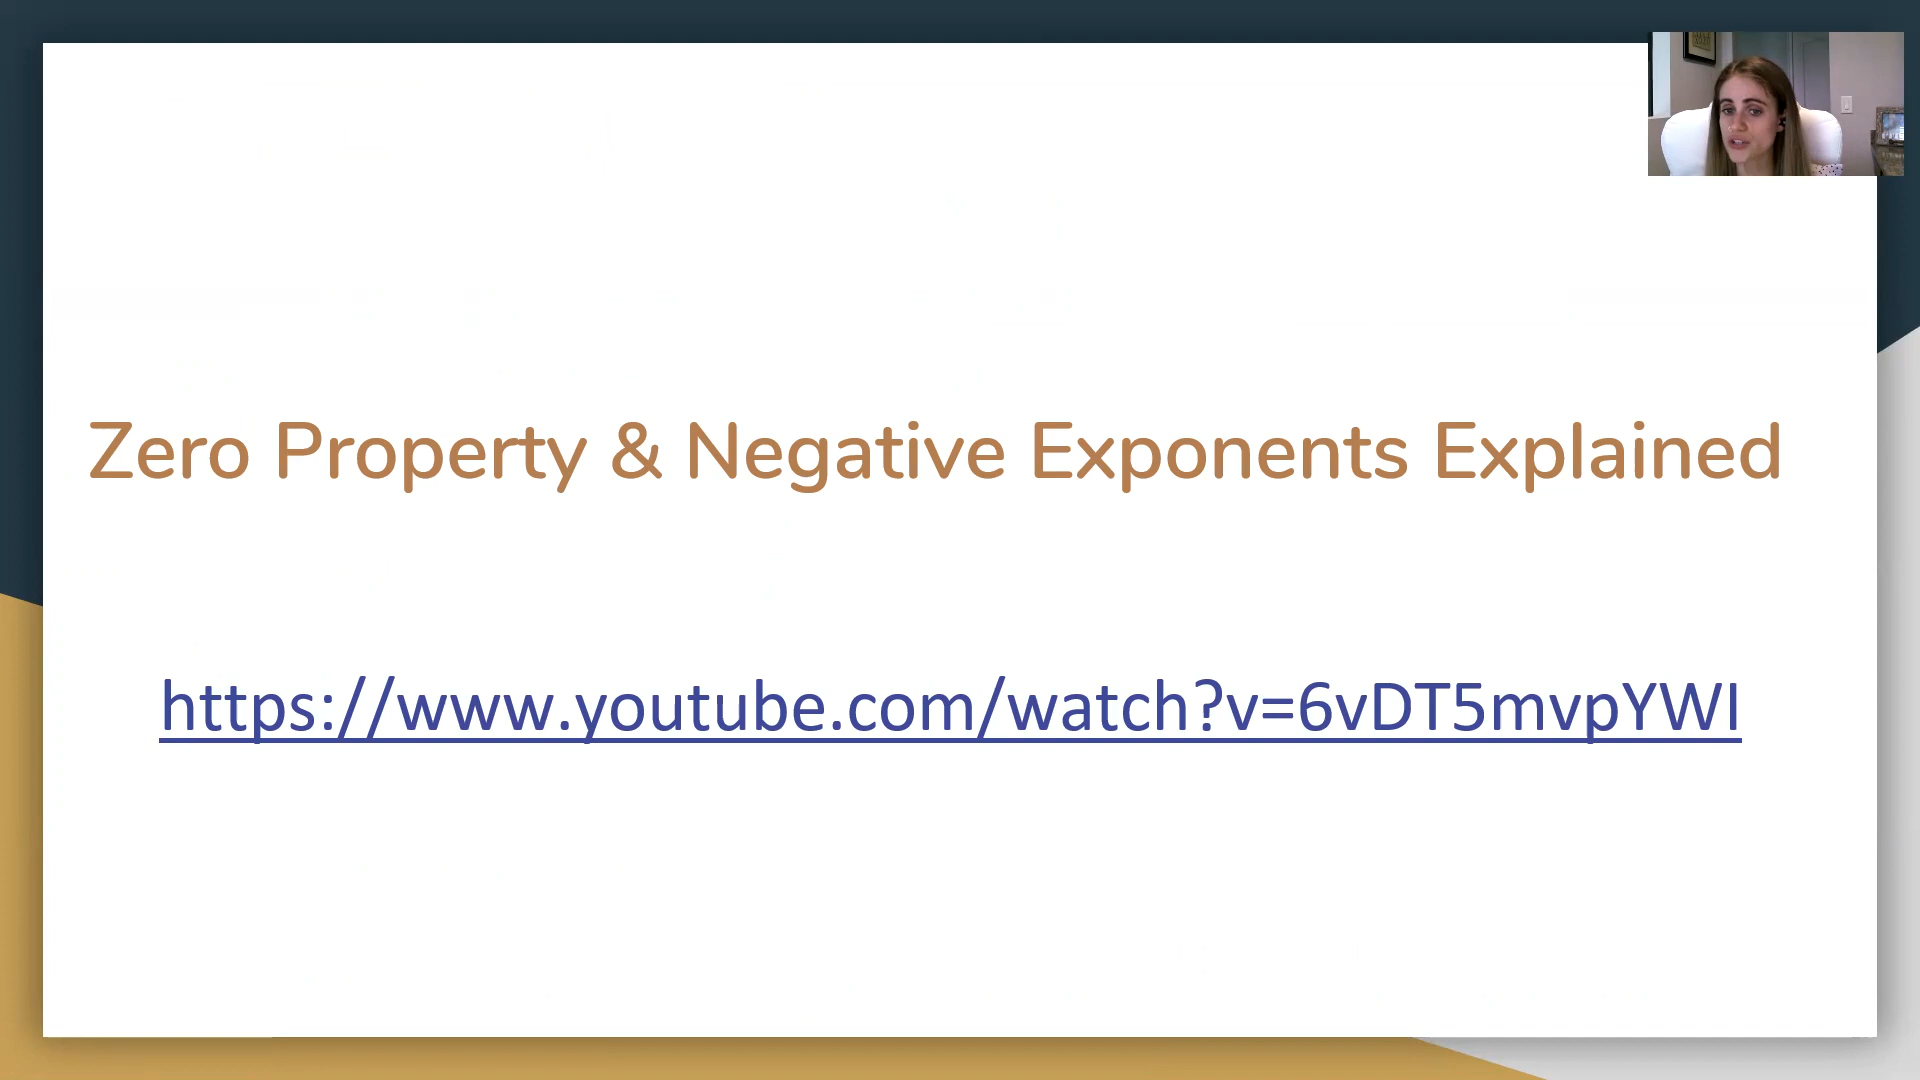 Zero Property & Negative Exponents Explained
https://www.youtube.com/watch?v=6vDT5mvpYWI